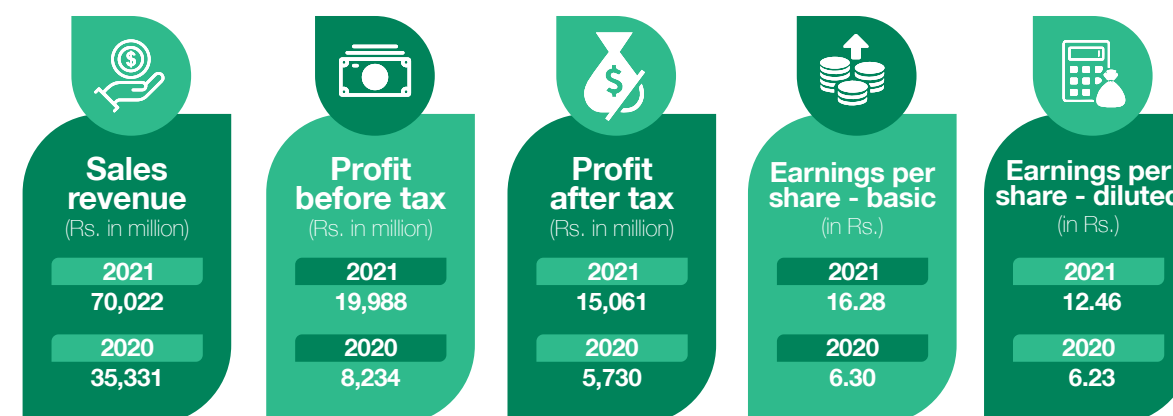 Sales
revenue
(Rs. in million)
2021
70,022
2020
35,331
Profit
before tax
(Rs. in million)
2021
19,988
2020
8,234
Profit
after tax
(Rs. in million)
2021
15,061
2020
5,730
Earnings per
share - basic
(in Rs.)
2021
16.28
2020
6.30
Earnings per
share - diluted
(in Rs.)
2021
12.46
2020
6.23